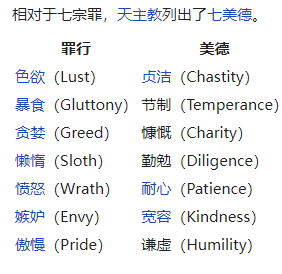 相对于七宗罪，天主教列出了七美德。
罪行 美德
色欲（Lust） 贞洁（Chastity）
暴食（Gluttony） 节制（Temperance）
贪婪（Greed） 慷慨（Charity）
懒惰（Sloth） 勤勉（Diligence）
愤怒（Wrath） 耐心（Patience）
嫉妒（Envy） 宽容（Kindness）
傲慢（Pride） 谦虚（Humility）